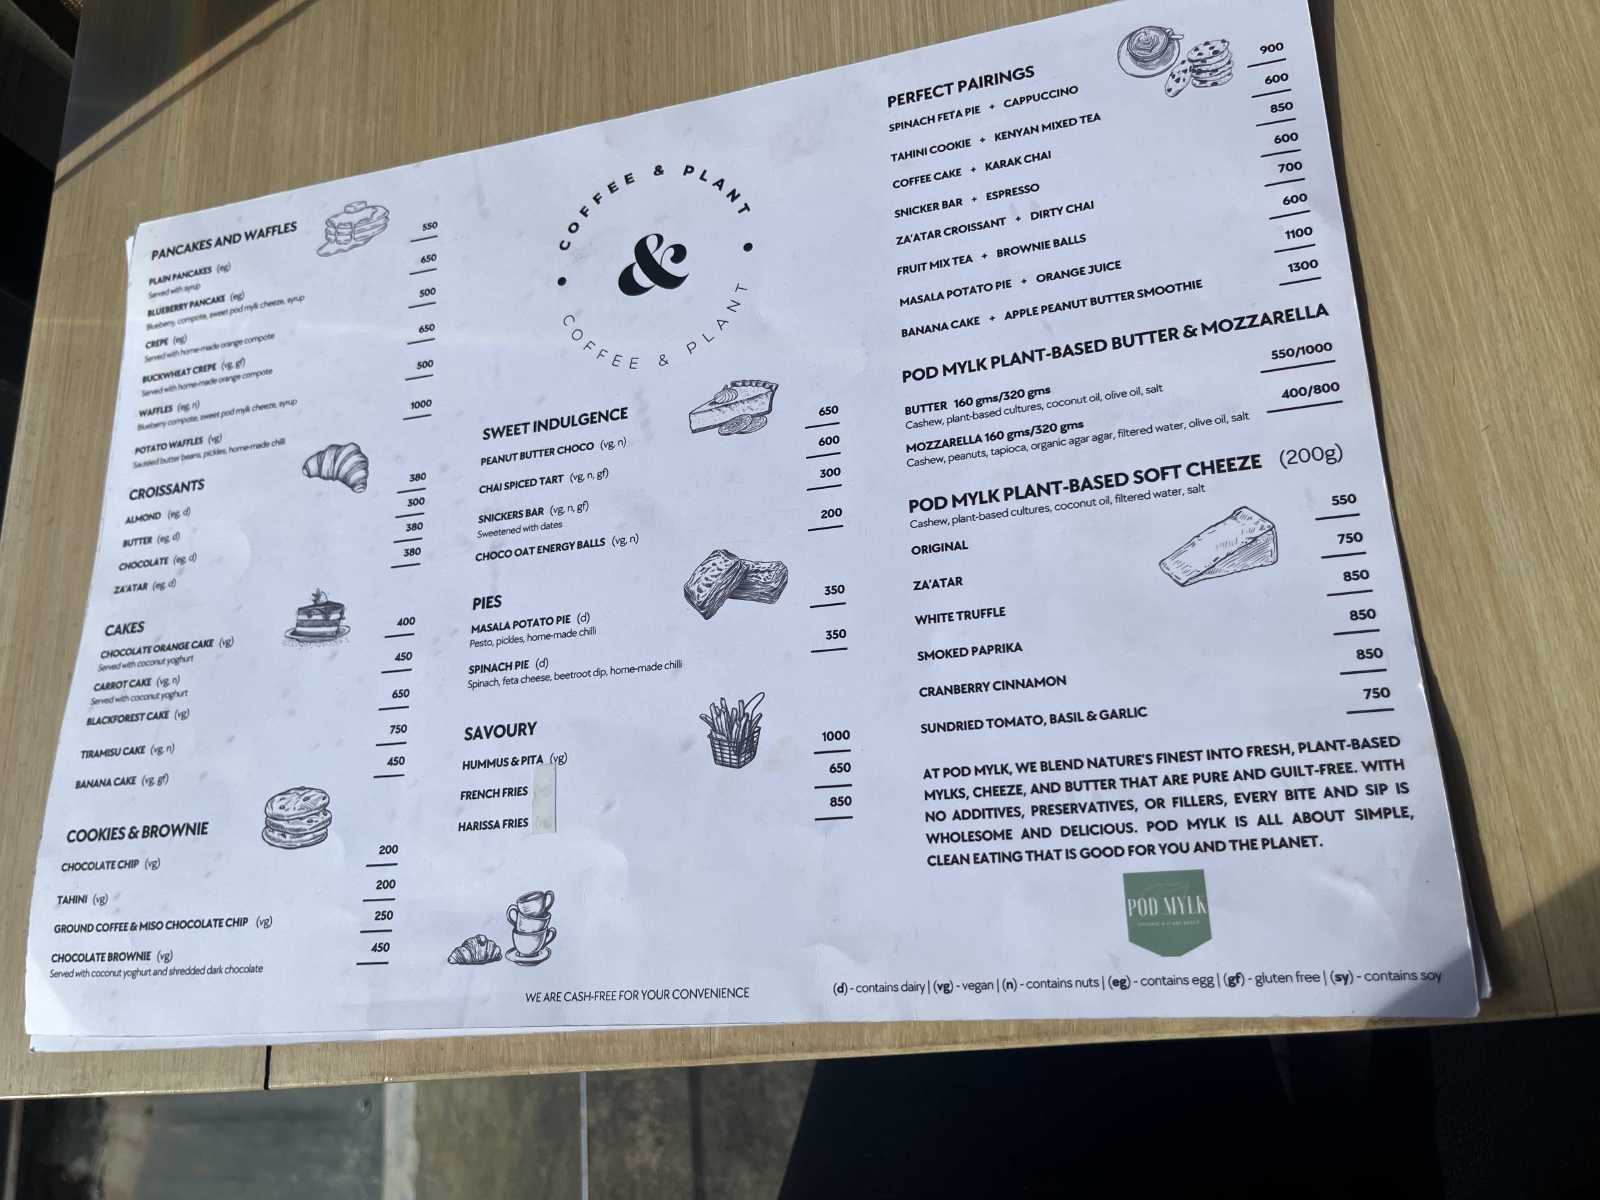 PANCAKES AND WAFFLES
PLAIN PANCAKES (eg) 550
Served with syrup
BLUEBERRY PANCAKE (eg) 650
Blueberry, compote, sweet pod mylk cheeze, syrup
CREPE (eg) 500
Served with home-made orange compote
BUCKWHEAT CREPE (vg, gf) 650
Served with home-made orange compote
WAFFLES (eg, n) 500
Blueberry compote, sweet pod mylk cheeze, syrup
POTATO WAFFLES (vg) 1000
Sauteed butter beans, pickles, home-made chilli
CROISSANTS
ALMOND (eg, d) 380
BUTTER (eg, d) 300
CHOCOLATE (eg, d) 380
ZA'ATAR (eg, d) 380
CAKES
CHOCOLATE ORANGE CAKE (vg) 400
Served with coconut yoghurt
CARROT CAKE (vg, n) 450
Served with coconut yoghurt
BLACKFOREST CAKE (vg) 650
TIRAMISU CAKE (vg, n) 750
BANANA CAKE (vg, gf) 450
COOKIES & BROWNIE
CHOCOLATE CHIP (vg) 200
TAHINI (vg) 200
GROUND COFFEE & MISO CHOCOLATE CHIP (vg) 250
CHOCOLATE BROWNIE (vg) 450
Served with coconut yoghurt and shredded dark chocolate
COFFEE & PLANT
&
COFFEE & PLANT
SWEET INDULGENCE
PEANUT BUTTER CHOCO (vg, n) 650
CHAI SPICED TART (vg, n, gf) 600
SNICKERS BAR (vg, n, gf) 300
Sweetened with dates
CHOCO OAT ENERGY BALLS (vg, n) 200
PIES
MASALA POTATO PIE (d) 350
Pesto, pickles, home-made chilli
SPINACH PIE (d) 350
Spinach, feta cheese, beetroot dip, home-made chilli
SAVOURY
HUMMUS & PITA (vg) 1000
FRENCH FRIES 650
HARISSA FRIES 850
WE ARE CASH-FREE FOR YOUR CONVENIENCE
PERFECT PAIRINGS
SPINACH FETA PIE + CAPPUCCINO 900
TAHINI COOKIE + KENYAN MIXED TEA 600
COFFEE CAKE + KARAK CHAI 850
SNICKER BAR + ESPRESSO 600
ZA'ATAR CROISSANT + DIRTY CHAI 700
FRUIT MIX TEA + BROWNIE BALLS 600
MASALA POTATO PIE + ORANGE JUICE 1100
BANANA CAKE + APPLE PEANUT BUTTER SMOOTHIE 1300
POD MYLK PLANT-BASED BUTTER & MOZZARELLA
BUTTER 160 gms/320 gms 550/1000
Cashew, plant-based cultures, coconut oil, olive oil, salt
MOZZARELLA 160 gms/320 gms 400/800
Cashew, peanuts, tapioca, organic agar agar, filtered water, olive oil, salt
POD MYLK PLANT-BASED SOFT CHEEZE (200g)
Cashew, plant-based cultures, coconut oil, filtered water, salt
ORIGINAL 550
ZA'ATAR 750
WHITE TRUFFLE 850
SMOKED PAPRIKA 850
CRANBERRY CINNAMON 850
SUNDRIED TOMATO, BASIL & GARLIC 750
AT POD MYLK, WE BLEND NATURE'S FINEST INTO FRESH, PLANT-BASED
MYLKS, CHEEZE, AND BUTTER THAT ARE PURE AND GUILT-FREE. WITH
NO ADDITIVES, PRESERVATIVES, OR FILLERS, EVERY BITE AND SIP IS
WHOLESOME AND DELICIOUS. POD MYLK IS ALL ABOUT SIMPLE,
CLEAN EATING THAT IS GOOD FOR YOU AND THE PLANET.
POD MYLK
(d) - contains dairy | (vg) - vegan | (n) - contains nuts | (eg) - contains egg | (gf) - gluten free | (sy) - contains soy